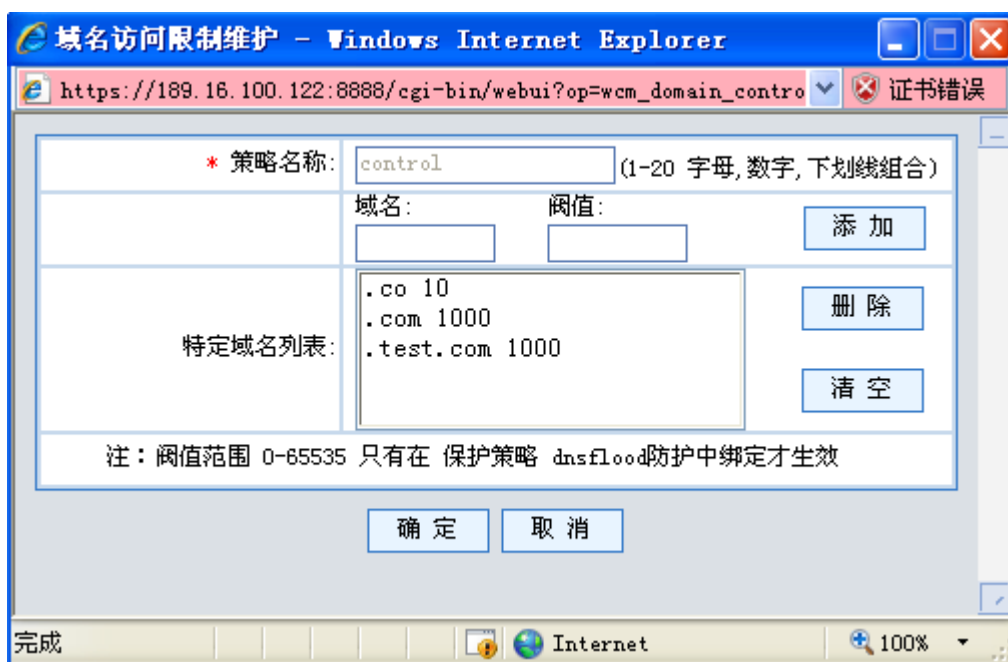 域名访问限制维护 - Windows Internet Explorer
https://189.16.100.122:8888/cgi-bin/webui?op=wcm_domain_contro 证书错误
* 策略名称: control (1-20 字母,数字,下划线组合)
域名: 阀值: 添 加
.co 10
.com 1000
.test.com 1000
特定域名列表:
删 除
清 空
注：阀值范围 0-65535 只有在 保护策略 dnsflood防护中绑定才生效
确 定 取 消
完成 Internet 100%